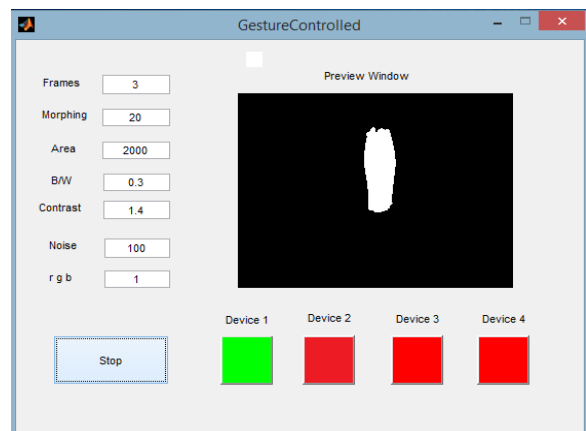 GestureControlled
Preview Window
Frames 3
Morphing 20
Area 2000
B/W 0.3
Contrast 1.4
Noise 100
r g b 1
Device 1 Device 2 Device 3 Device 4
Stop